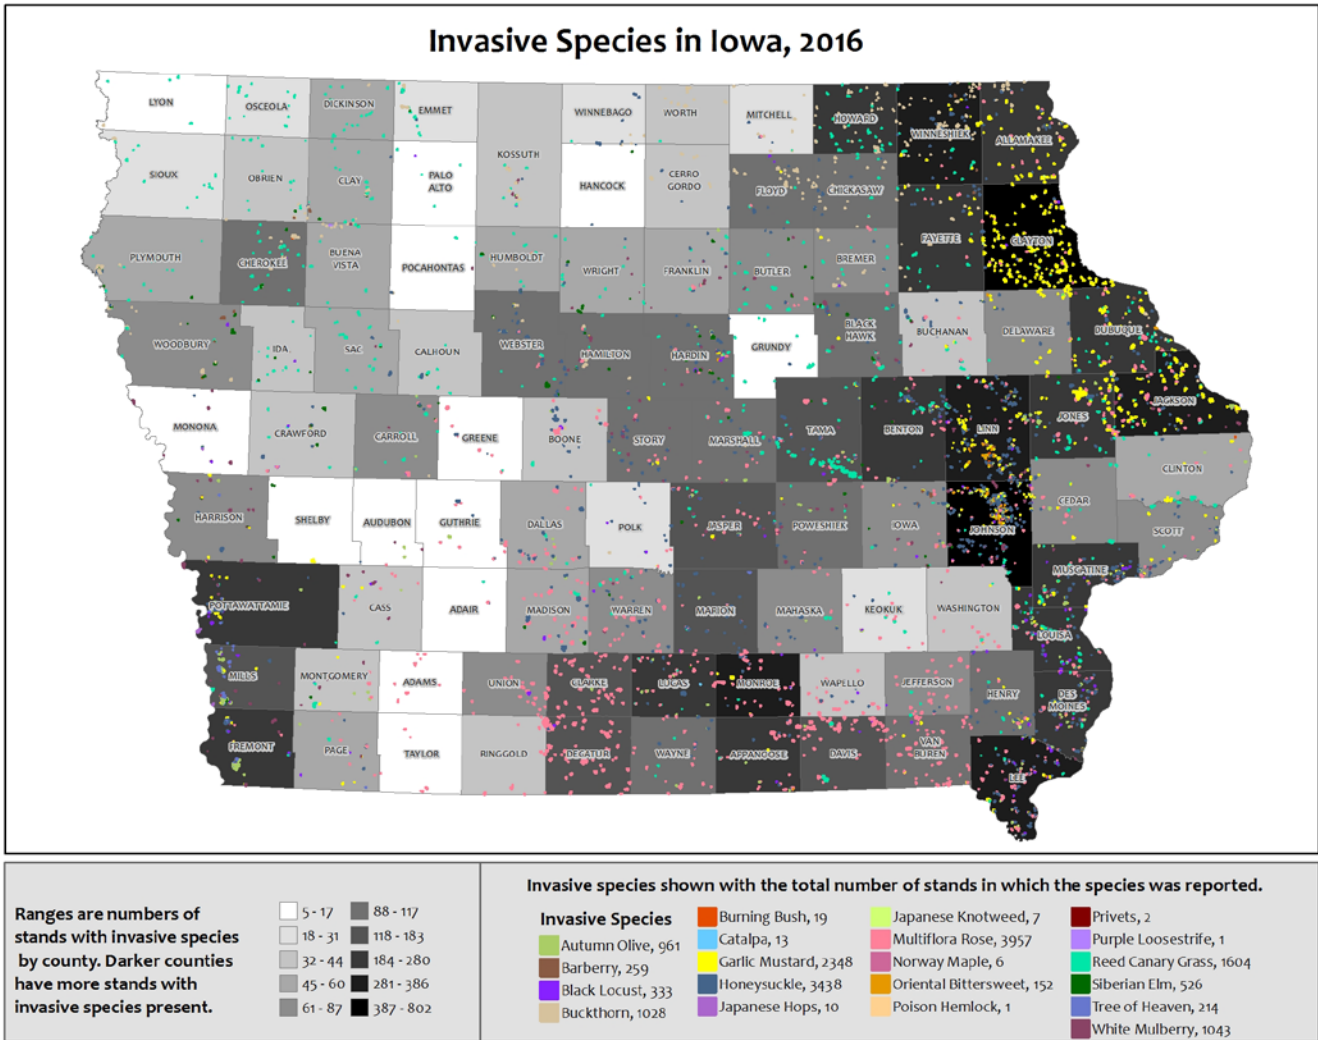 Invasive Species in Iowa, 2016
LYON
OSCEOLA
DICKINSON
EMMET
WINNEBAGO
WORTH
MITCHELL
HOWARD
WINNESHIEK
ALLAMAKEE
KOSSUTH
SIOUX
OBRIEN
CLAY
PALO
ALTO
HANCOCK
CERRO
GORDO
FLOYD
CHICKASAW
FAYETTE
CLAYTON
PLYMOUTH
CHEROKEE
BUENA
VISTA
POCAHONTAS
HUMBOLDT
WRIGHT
FRANKLIN
BUTLER
BREMER
WOODBURY
IDA
SAC
CALHOUN
WEBSTER
HAMILTON
HARDIN
GRUNDY
BLACK
HAWK
BUCHANAN
DELAWARE
DUBUQUE
MONONA
CRAWFORD
CARROLL
GREENE
BOONE
STORY
MARSHALL
TAMA
BENTON
LINN
JONES
JACKSON
CLINTON
HARRISON
SHELBY
AUDUBON
GUTHRIE
DALLAS
POLK
JASPER
POWESHIEK
IOWA
JOHNSON
CEDAR
SCOTT
MUSCATINE
POTTAWATTAMIE
CASS
ADAIR
MADISON
WARREN
MARION
MAHASKA
KEOKUK
WASHINGTON
LOUISA
MILLS
MONTGOMERY
ADAMS
UNION
CLARKE
LUCAS
MONROE
WAPELLO
JEFFERSON
HENRY
DES
MOINES
FREMONT
PAGE
TAYLOR
RINGGOLD
DECATUR
WAYNE
APPANOOSE
DAVIS
VAN
BUREN
LEE
Ranges are numbers of
stands with invasive species
by county. Darker counties
have more stands with
invasive species present.
5 - 17
18 - 31
32 - 44
45 - 60
61 - 87
88 - 117
118 - 183
184 - 280
281 - 386
387 - 802
Invasive species shown with the total number of stands in which the species was reported.
Invasive Species
Autumn Olive, 961
Barberry, 259
Black Locust, 333
Buckthorn, 1028
Burning Bush, 19
Catalpa, 13
Garlic Mustard, 2348
Honeysuckle, 3438
Japanese Hops, 10
Japanese Knotweed, 7
Multiflora Rose, 3957
Norway Maple, 6
Oriental Bittersweet, 152
Poison Hemlock, 1
Privets, 2
Purple Loosestrife, 1
Reed Canary Grass, 1604
Siberian Elm, 526
Tree of Heaven, 214
White Mulberry, 1043